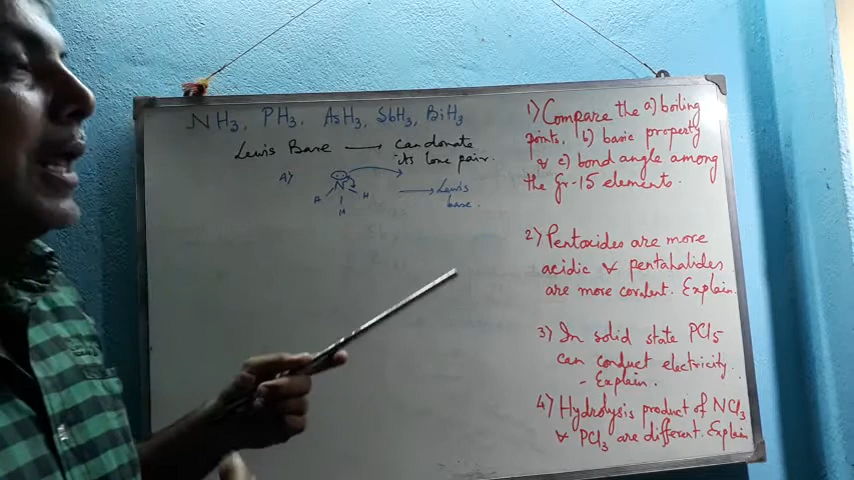 NH3, PH3, AsH3, SbH3, BiH3
Lewis Base → can donate
its lone pair.
A)
N
H H
H
→ Lewis
base.
1) Compare the a) boiling
points, b) basic property
& c) bond angle among
the Gr-15 elements.
2) Pentoxides are more
acidic & pentahalides
are more covalent. Explain.
3) In solid state PCl5
can conduct electricity.
- Explain.
4) Hydrolysis product of NCl3
& PCl3 are different. Explain